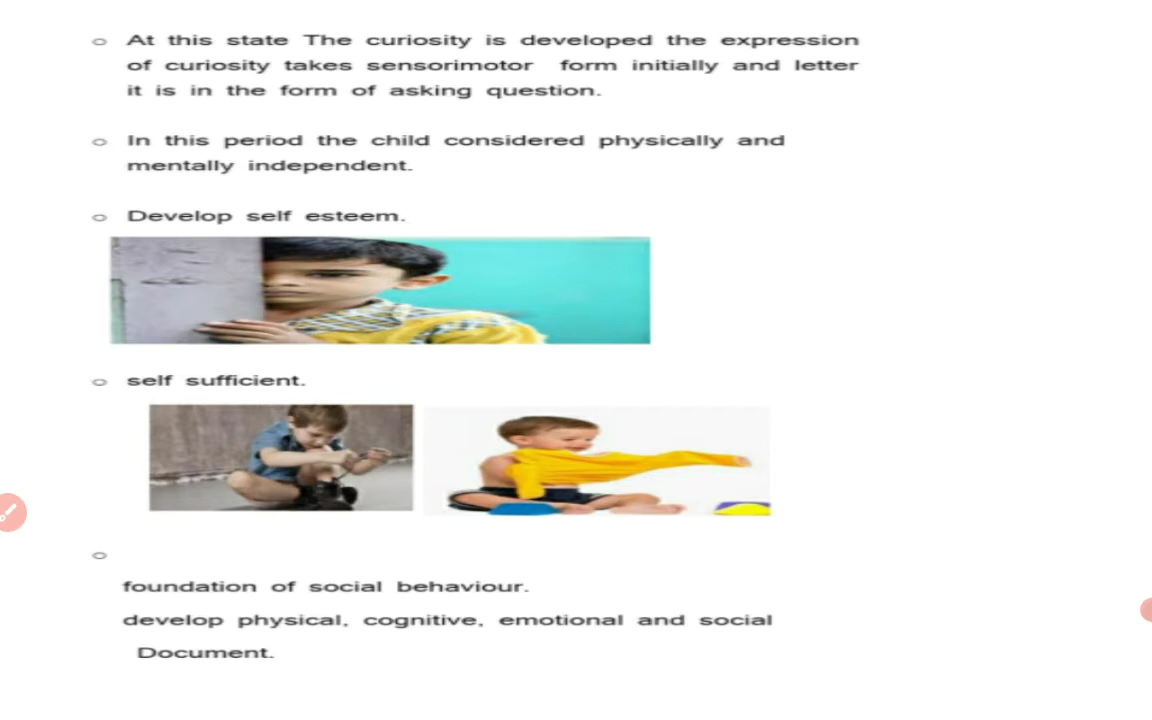 At this state The curiosity is developed the expression
of curiosity takes sensorimotor form initially and letter
it is in the form of asking question.
In this period the child considered physically and
mentally independent.
Develop self esteem.
self sufficient.
foundation of social behaviour.
develop physical, cognitive, emotional and social
Document.